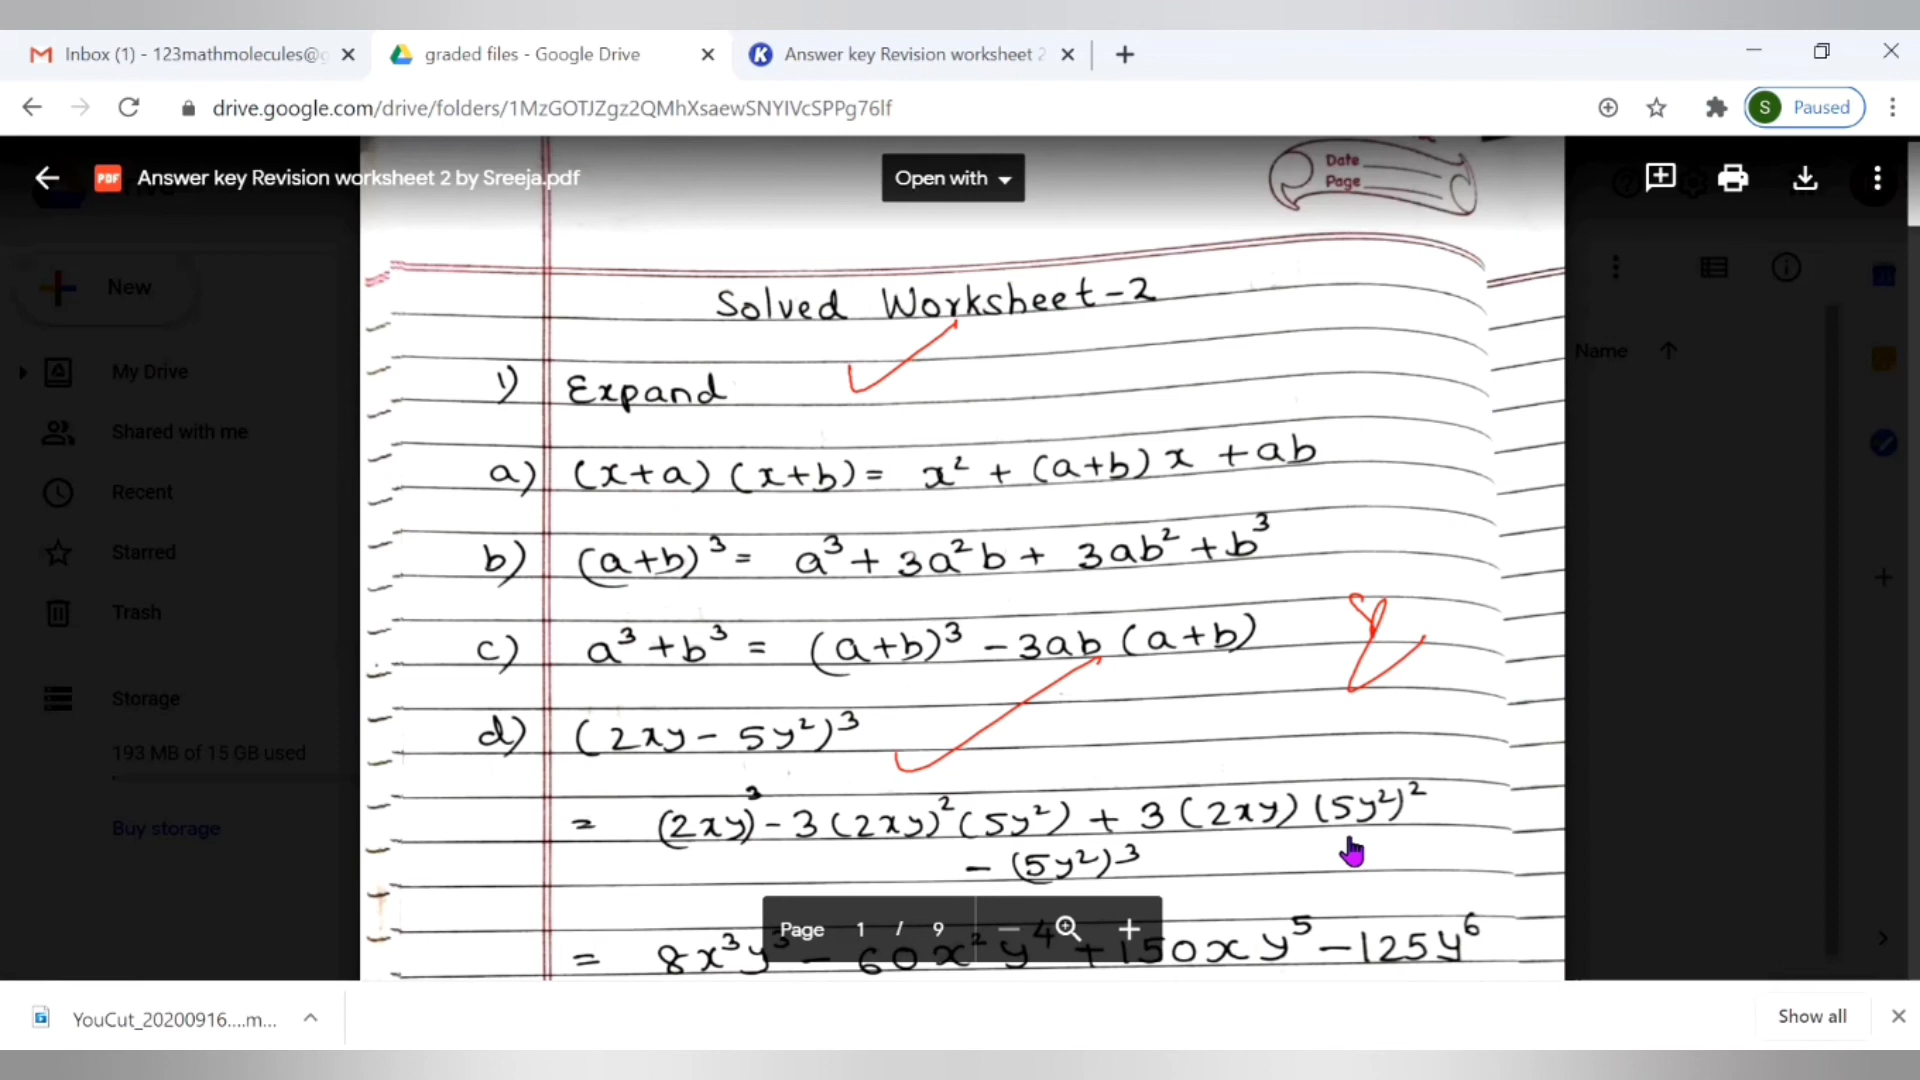 Inbox (1) - 123mathmolecules@g
graded files - Google Drive
Answer key Revision worksheet 2
drive.google.com/drive/folders/1MzGOTJZgz2QMhXsaewSNYIVcSPPg76lf
S Paused
PDF Answer key Revision worksheet 2 by Sreeja.pdf
Open with
Date
Page
New
My Drive
Shared with me
Recent
Starred
Trash
Storage
193 MB of 15 GB used
Buy storage
Name
Solved Worksheet-2
1) Expand
a) (x+a) (x+b) = x² + (a+b) x + ab
b) (a+b)³ = a³ + 3a²b + 3ab² + b³
c) a³ + b³ = (a+b)³ - 3ab (a+b)
d) (2xy - 5y²)³
= (2xy)³ - 3 (2xy)² (5y²) + 3 (2xy) (5y²)²
- (5y²)³
= 8x³y³ - 60x²y⁴ + 150xy⁵ - 125y⁶
Page 1 / 9
YouCut_20200916....m...
Show all